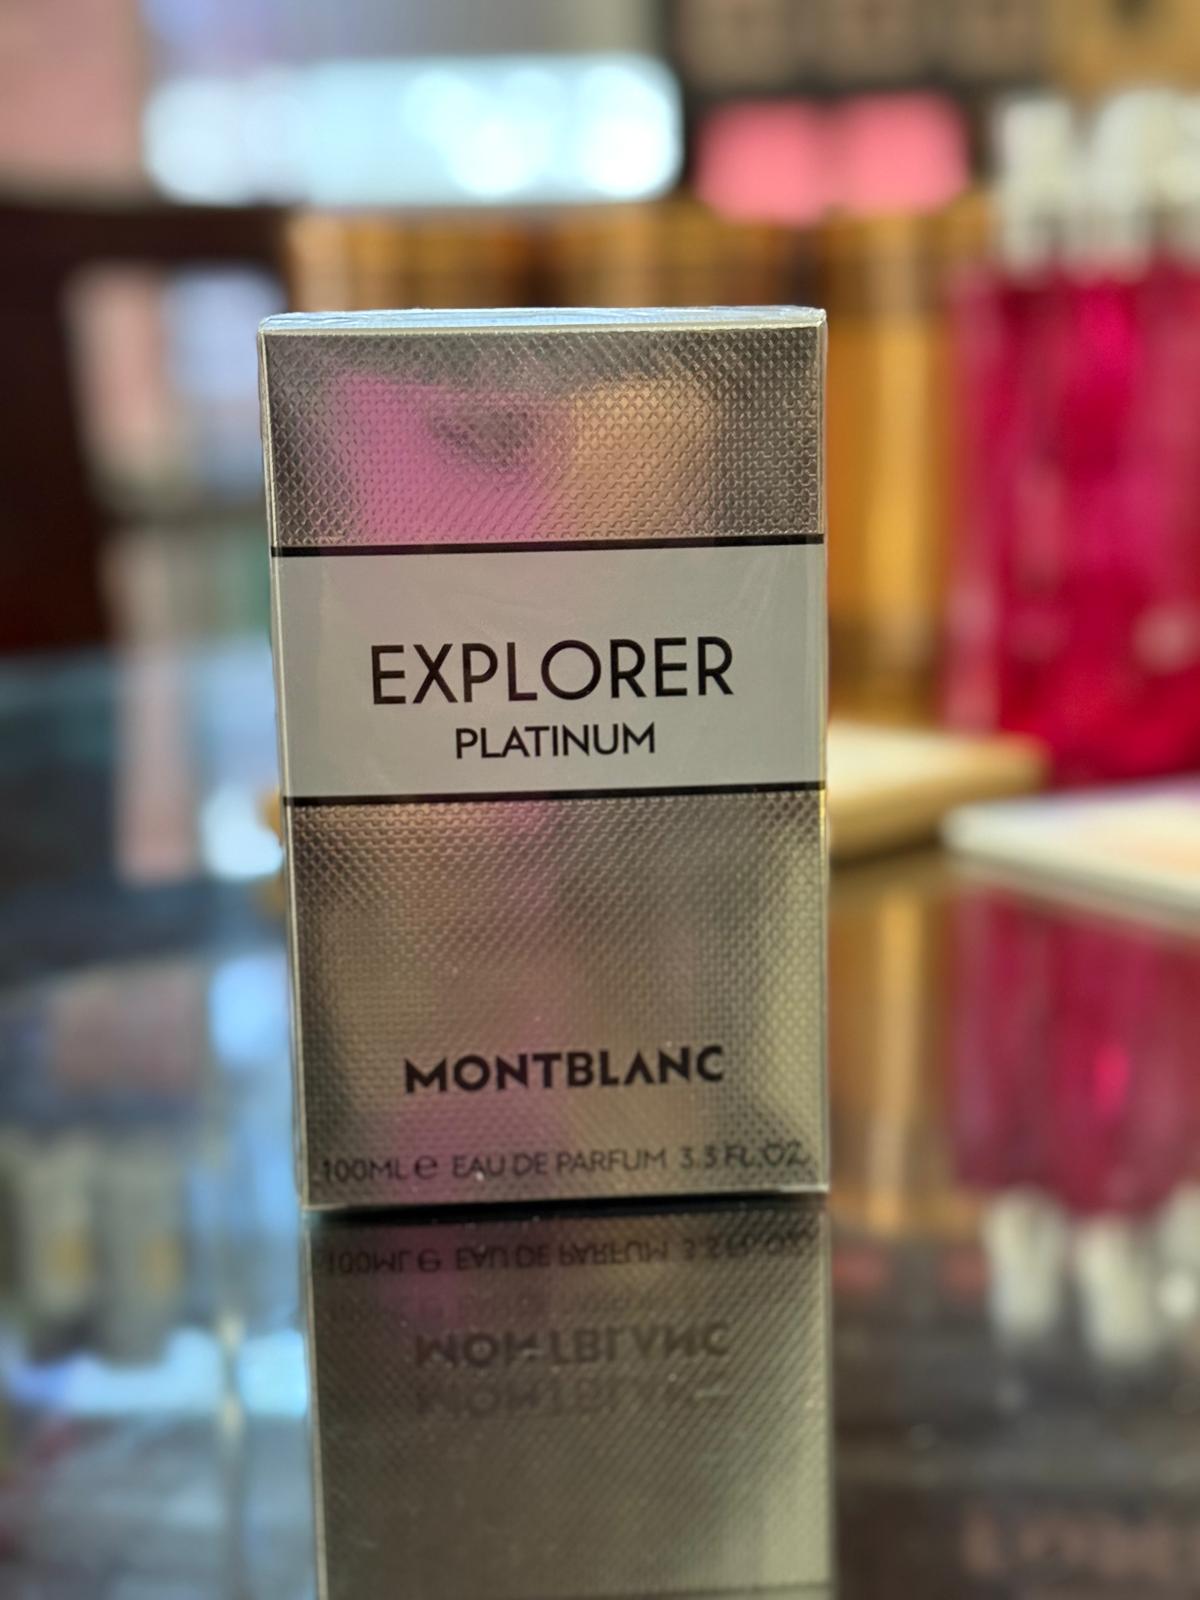 EXPLORER
PLATINUM
MONTBLANC
100ML e EAU DE PARFUM 3.3 FL.OZ.